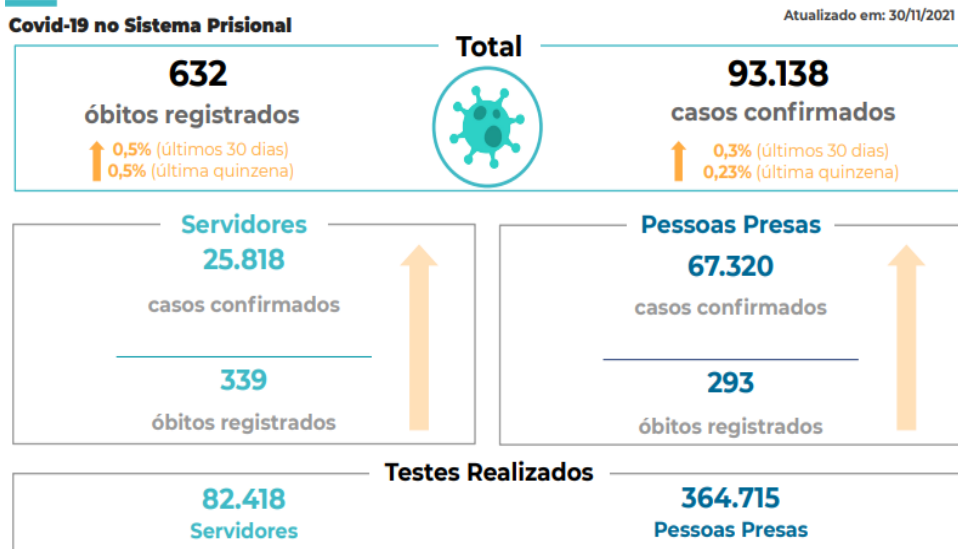 Covid-19 no Sistema Prisional
Atualizado em: 30/11/2021
Total
632
óbitos registrados
0,5% (últimos 30 dias)
0,5% (última quinzena)
93.138
casos confirmados
0,3% (últimos 30 dias)
0,23% (última quinzena)
Servidores
25.818
casos confirmados
339
óbitos registrados
Pessoas Presas
67.320
casos confirmados
293
óbitos registrados
Testes Realizados
82.418
Servidores
364.715
Pessoas Presas